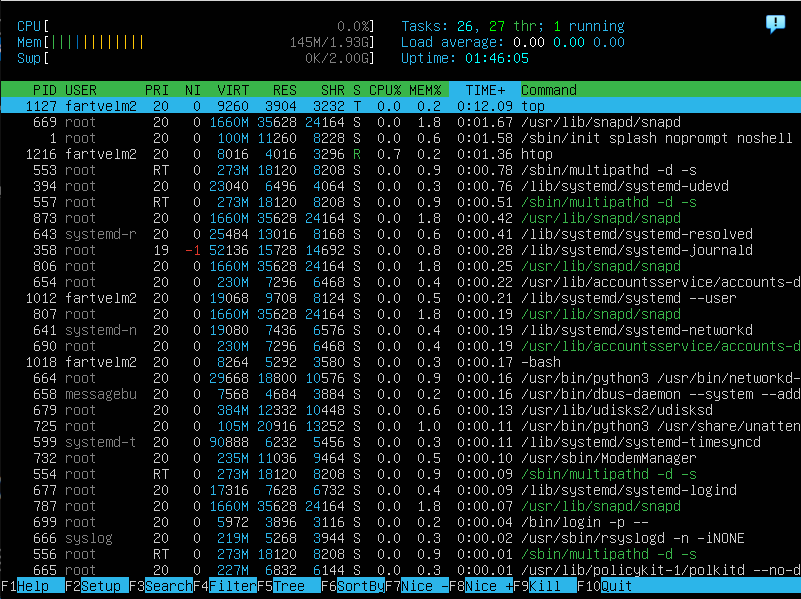 CPU[ 0.0%] Tasks: 26, 27 thr; 1 running
Mem[|||||||||||| 145M/1.93G] Load average: 0.00 0.00 0.00
Swp[ 0K/2.00G] Uptime: 01:46:05
PID USER PRI NI VIRT RES SHR S CPU% MEM% TIME+ Command
1127 fartvelm2 20 0 9260 3904 3232 T 0.0 0.2 0:12.09 top
669 root 20 0 1660M 35628 24164 S 0.0 1.8 0:01.67 /usr/lib/snapd/snapd
1 root 20 0 100M 11260 8228 S 0.0 0.6 0:01.58 /sbin/init splash noprompt noshell
1216 fartvelm2 20 0 8016 4016 3296 R 0.7 0.2 0:01.36 htop
553 root RT 0 273M 18120 8208 S 0.0 0.9 0:00.78 /sbin/multipathd -d -s
394 root 20 0 23040 6496 4064 S 0.0 0.3 0:00.76 /lib/systemd/systemd-udevd
557 root RT 0 273M 18120 8208 S 0.0 0.9 0:00.51 /sbin/multipathd -d -s
873 root 20 0 1660M 35628 24164 S 0.0 1.8 0:00.42 /usr/lib/snapd/snapd
643 systemd-r 20 0 25484 13016 8168 S 0.0 0.6 0:00.41 /lib/systemd/systemd-resolved
358 root 19 -1 52136 15728 14692 S 0.0 0.8 0:00.28 /lib/systemd/systemd-journald
806 root 20 0 1660M 35628 24164 S 0.0 1.8 0:00.25 /usr/lib/snapd/snapd
654 root 20 0 230M 7296 6468 S 0.0 0.4 0:00.22 /usr/lib/accountsservice/accounts-d
1012 fartvelm2 20 0 19068 9708 8124 S 0.0 0.5 0:00.21 /lib/systemd/systemd --user
807 root 20 0 1660M 35628 24164 S 0.0 1.8 0:00.19 /usr/lib/snapd/snapd
641 systemd-n 20 0 19080 7436 6576 S 0.0 0.4 0:00.19 /lib/systemd/systemd-networkd
690 root 20 0 230M 7296 6468 S 0.0 0.4 0:00.19 /usr/lib/accountsservice/accounts-d
1018 fartvelm2 20 0 8264 5292 3580 S 0.0 0.3 0:00.17 -bash
664 root 20 0 29668 18800 10576 S 0.0 0.9 0:00.16 /usr/bin/python3 /usr/bin/networkd-
658 messagebu 20 0 7568 4684 3884 S 0.0 0.2 0:00.16 /usr/bin/dbus-daemon --system --add
679 root 20 0 384M 12332 10448 S 0.0 0.6 0:00.13 /usr/lib/udisks2/udisksd
725 root 20 0 105M 20916 13252 S 0.0 1.0 0:00.11 /usr/bin/python3 /usr/share/unatten
599 systemd-t 20 0 90888 6232 5456 S 0.0 0.3 0:00.11 /lib/systemd/systemd-timesyncd
732 root 20 0 235M 11036 9464 S 0.0 0.5 0:00.10 /usr/sbin/ModemManager
554 root RT 0 273M 18120 8208 S 0.0 0.9 0:00.09 /sbin/multipathd -d -s
677 root 20 0 17316 7628 6732 S 0.0 0.4 0:00.09 /lib/systemd/systemd-logind
787 root 20 0 1660M 35628 24164 S 0.0 1.8 0:00.07 /usr/lib/snapd/snapd
699 root 20 0 5972 3896 3116 S 0.0 0.2 0:00.04 /bin/login -p --
666 syslog 20 0 219M 5268 3944 S 0.0 0.3 0:00.02 /usr/sbin/rsyslogd -n -iNONE
556 root RT 0 273M 18120 8208 S 0.0 0.9 0:00.01 /sbin/multipathd -d -s
665 root 20 0 227M 6832 6144 S 0.0 0.3 0:00.01 /usr/lib/policykit-1/polkitd --no-d
F1Help F2Setup F3SearchF4FilterF5Tree F6SortByF7Nice -F8Nice +F9Kill F10Quit